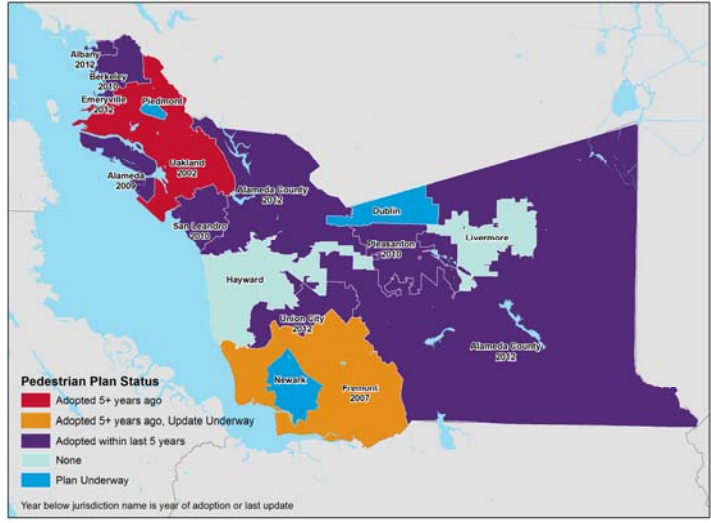 Albany
2012
Berkeley
2010
Emeryville
2012
Piedmont
Oakland
2002
Alameda
2009
Alameda County
2012
San Leandro
2010
Dublin
Pleasanton
2010
Livermore
Hayward
Union City
2012
Alameda County
2012
Newark
Fremont
2007
Pedestrian Plan Status
Adopted 5+ years ago
Adopted 5+ years ago, Update Underway
Adopted within last 5 years
None
Plan Underway
Year below jurisdiction name is year of adoption or last update